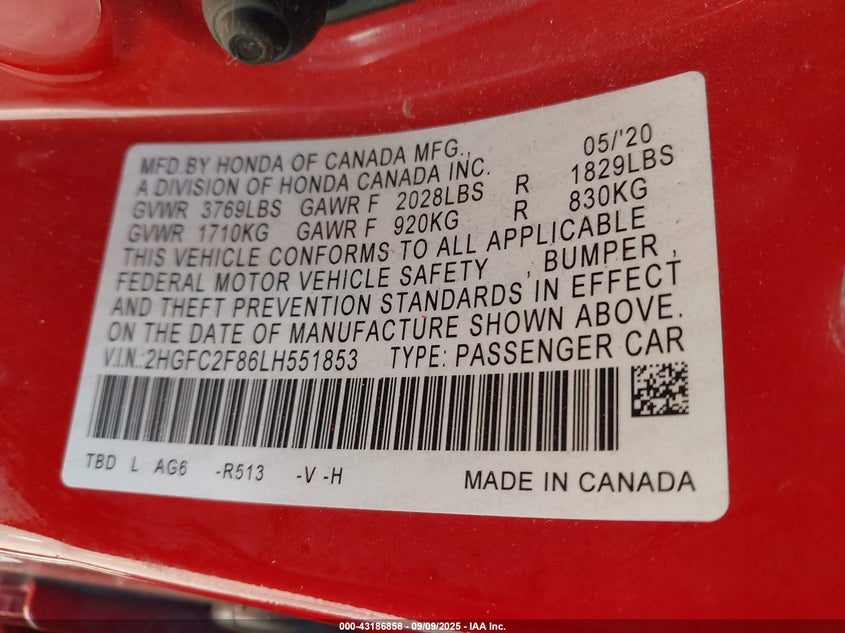 MFD.BY HONDA OF CANADA MFG., 05/'20
A DIVISION OF HONDA CANADA INC.
GVWR 3769LBS GAWR F 2028LBS R 1829LBS
GVWR 1710KG GAWR F 920KG R 830KG
THIS VEHICLE CONFORMS TO ALL APPLICABLE
FEDERAL MOTOR VEHICLE SAFETY , BUMPER ,
AND THEFT PREVENTION STANDARDS IN EFFECT
ON THE DATE OF MANUFACTURE SHOWN ABOVE.
V.I.N.:2HGFC2F86LH551853 TYPE: PASSENGER CAR
TBD L AG6 -R513 -V -H MADE IN CANADA
000-43186858 - 09/09/2025 - IAA Inc.